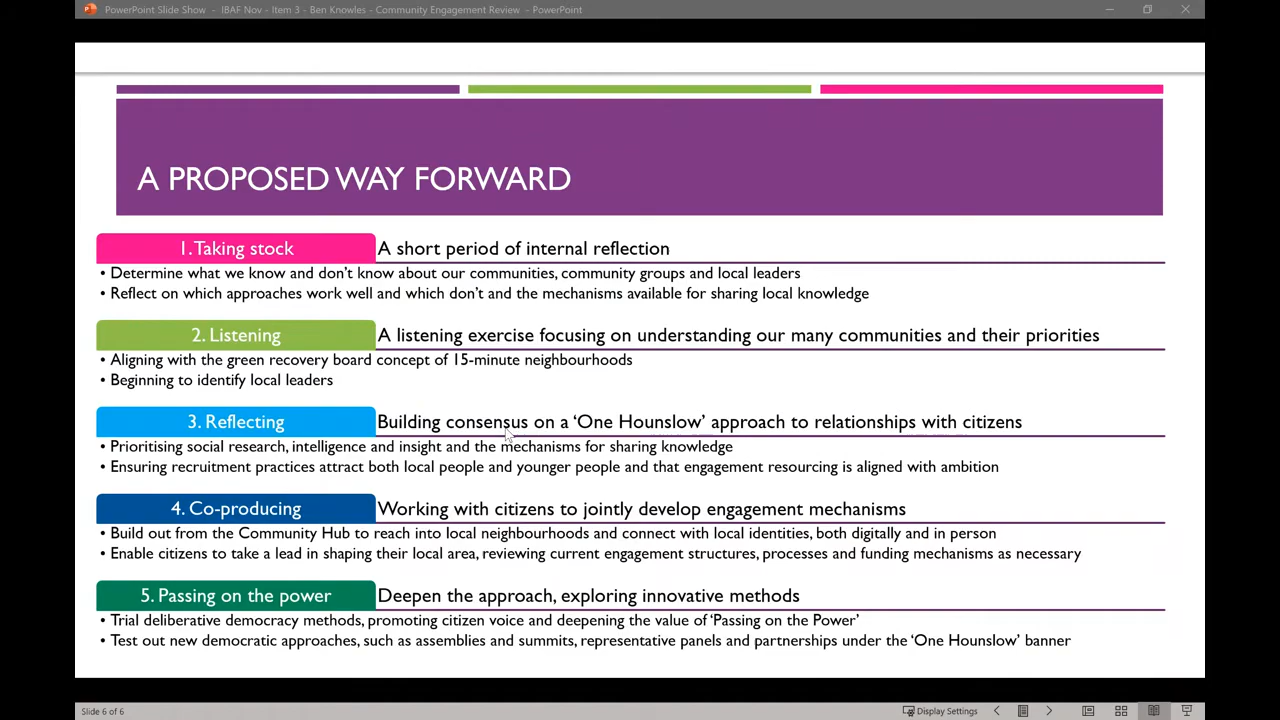 PowerPoint Slide Show - IBAF Nov - Item 3 - Ben Knowles - Community Engagement Review - PowerPoint
A PROPOSED WAY FORWARD
1. Taking stock
A short period of internal reflection
• Determine what we know and don't know about our communities, community groups and local leaders
• Reflect on which approaches work well and which don't and the mechanisms available for sharing local knowledge
2. Listening
A listening exercise focusing on understanding our many communities and their priorities
• Aligning with the green recovery board concept of 15-minute neighbourhoods
• Beginning to identify local leaders
3. Reflecting
Building consensus on a ‘One Hounslow’ approach to relationships with citizens
• Prioritising social research, intelligence and insight and the mechanisms for sharing knowledge
• Ensuring recruitment practices attract both local people and younger people and that engagement resourcing is aligned with ambition
4. Co-producing
Working with citizens to jointly develop engagement mechanisms
• Build out from the Community Hub to reach into local neighbourhoods and connect with local identities, both digitally and in person
• Enable citizens to take a lead in shaping their local area, reviewing current engagement structures, processes and funding mechanisms as necessary
5. Passing on the power
Deepen the approach, exploring innovative methods
• Trial deliberative democracy methods, promoting citizen voice and deepening the value of ‘Passing on the Power’
• Test out new democratic approaches, such as assemblies and summits, representative panels and partnerships under the ‘One Hounslow’ banner
Slide 6 of 6
Display Settings